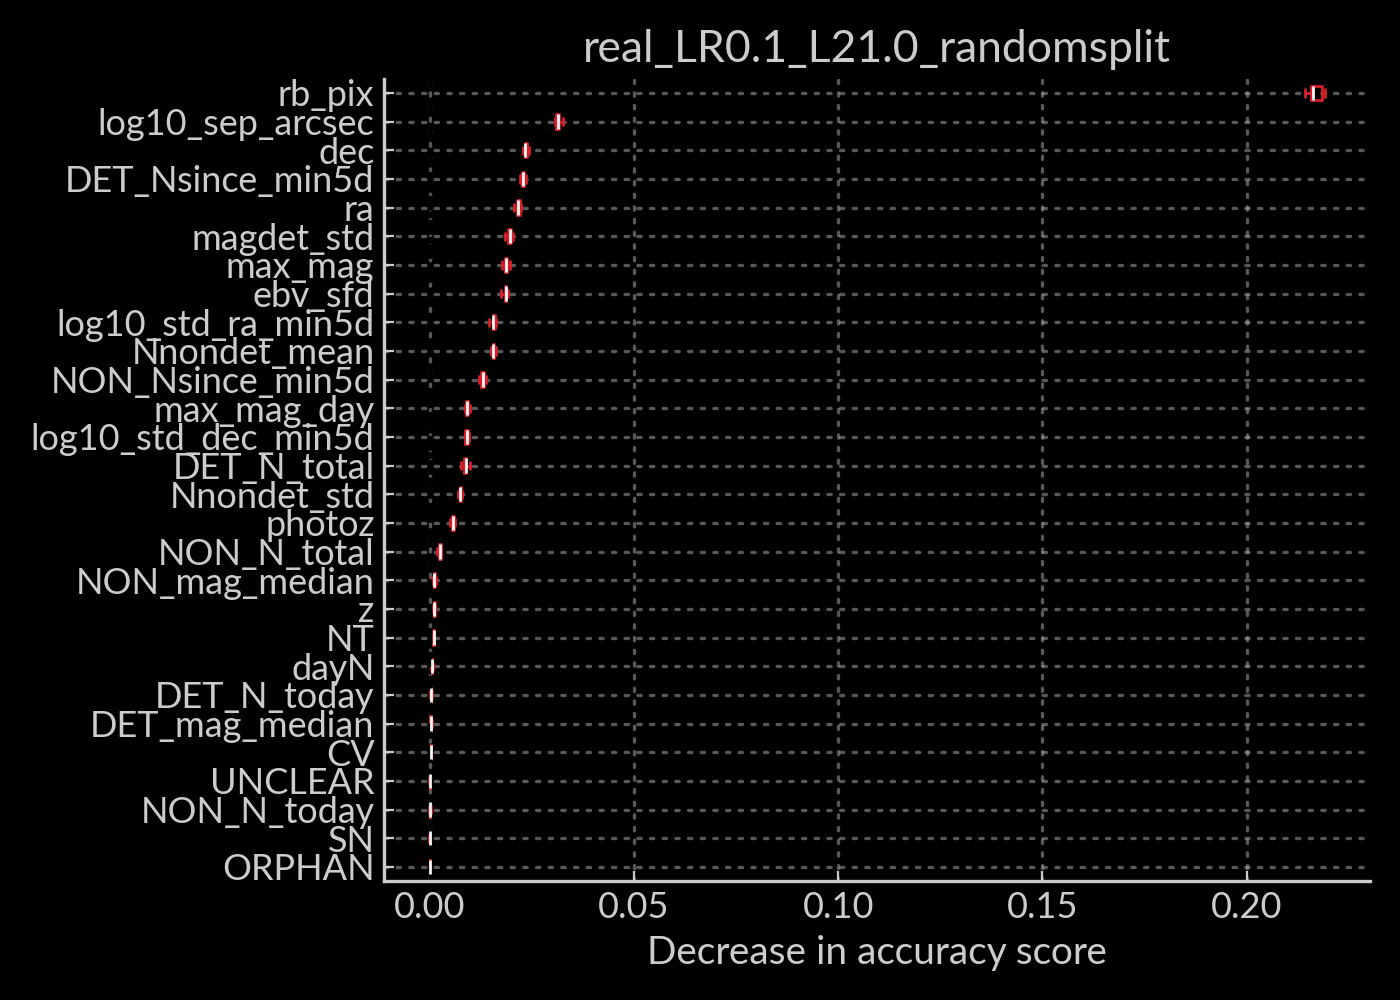 real_LR0.1_L21.0_randomsplit
rb_pix
log10_sep_arcsec
dec
DET_Nsince_min5d
ra
magdet_std
max_mag
ebv_sfd
log10_std_ra_min5d
Nnondet_mean
NON_Nsince_min5d
max_mag_day
log10_std_dec_min5d
DET_N_total
Nnondet_std
photoz
NON_N_total
NON_mag_median
z
NT
dayN
DET_N_today
DET_mag_median
CV
UNCLEAR
NON_N_today
SN
ORPHAN
0.00 0.05 0.10 0.15 0.20
Decrease in accuracy score